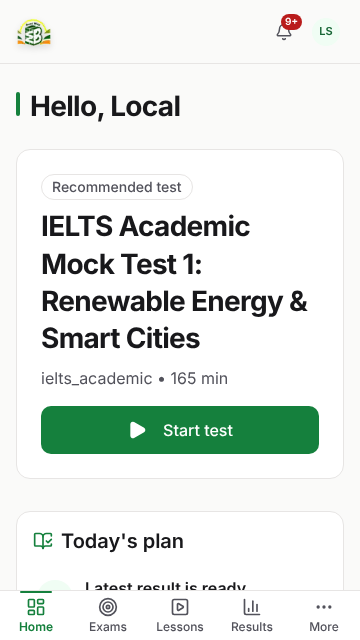 9+
LS
Hello, Local
Recommended test
IELTS Academic
Mock Test 1:
Renewable Energy &
Smart Cities
ielts_academic • 165 min
Start test
Today's plan
Latest result is ready
Home
Exams
Lessons
Results
More